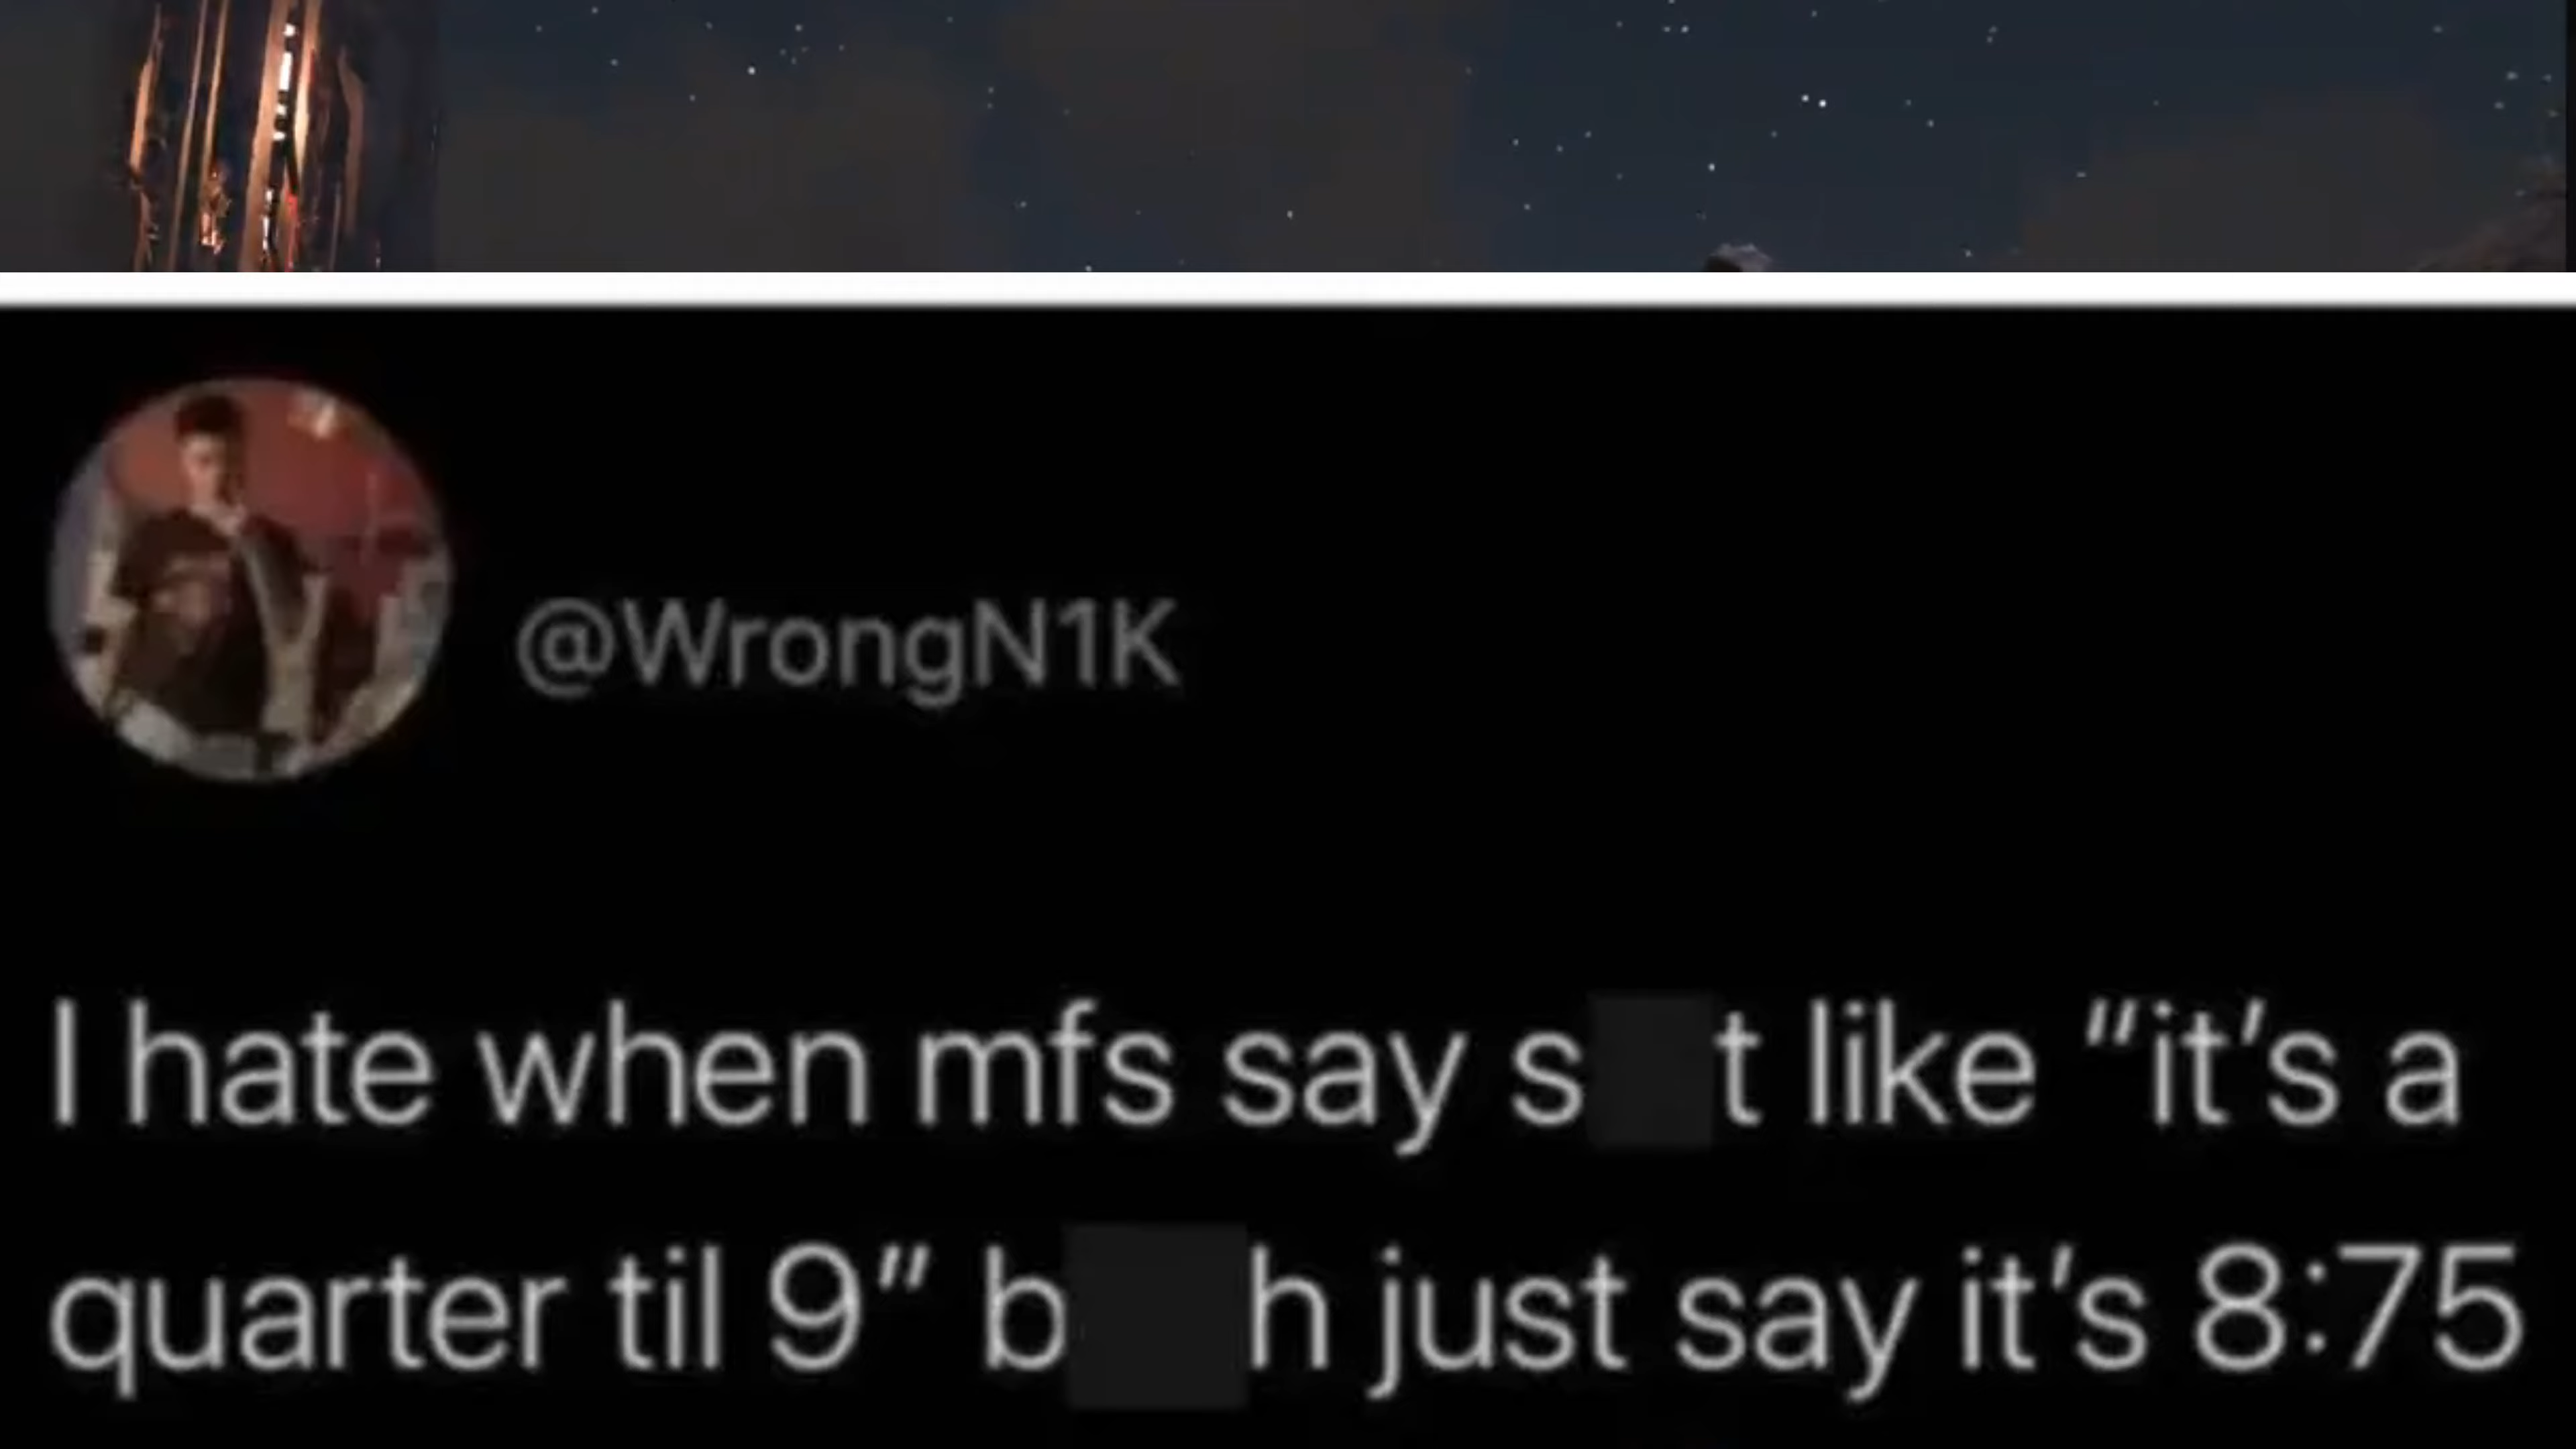 @WrongN1K
I hate when mfs say s t like "it's a
quarter til 9" b h just say it's 8:75